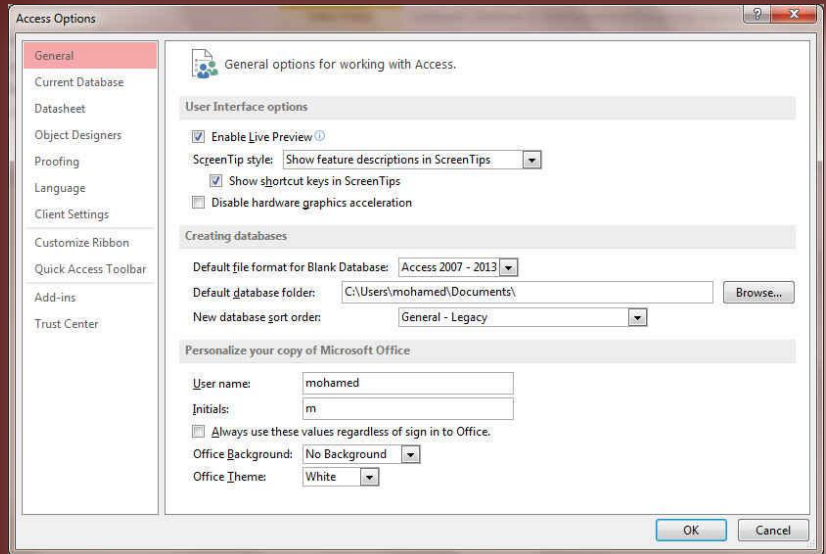 Access Options
General
Current Database
Datasheet
Object Designers
Proofing
Language
Client Settings
Customize Ribbon
Quick Access Toolbar
Add-ins
Trust Center
General options for working with Access.
User Interface options
Enable Live Preview
ScreenTip style: Show feature descriptions in ScreenTips
Show shortcut keys in ScreenTips
Disable hardware graphics acceleration
Creating databases
Default file format for Blank Database: Access 2007 - 2013
Default database folder: C:\Users\mohamed\Documents\ Browse...
New database sort order: General - Legacy
Personalize your copy of Microsoft Office
User name: mohamed
Initials: m
Always use these values regardless of sign in to Office.
Office Background: No Background
Office Theme: White
OK Cancel